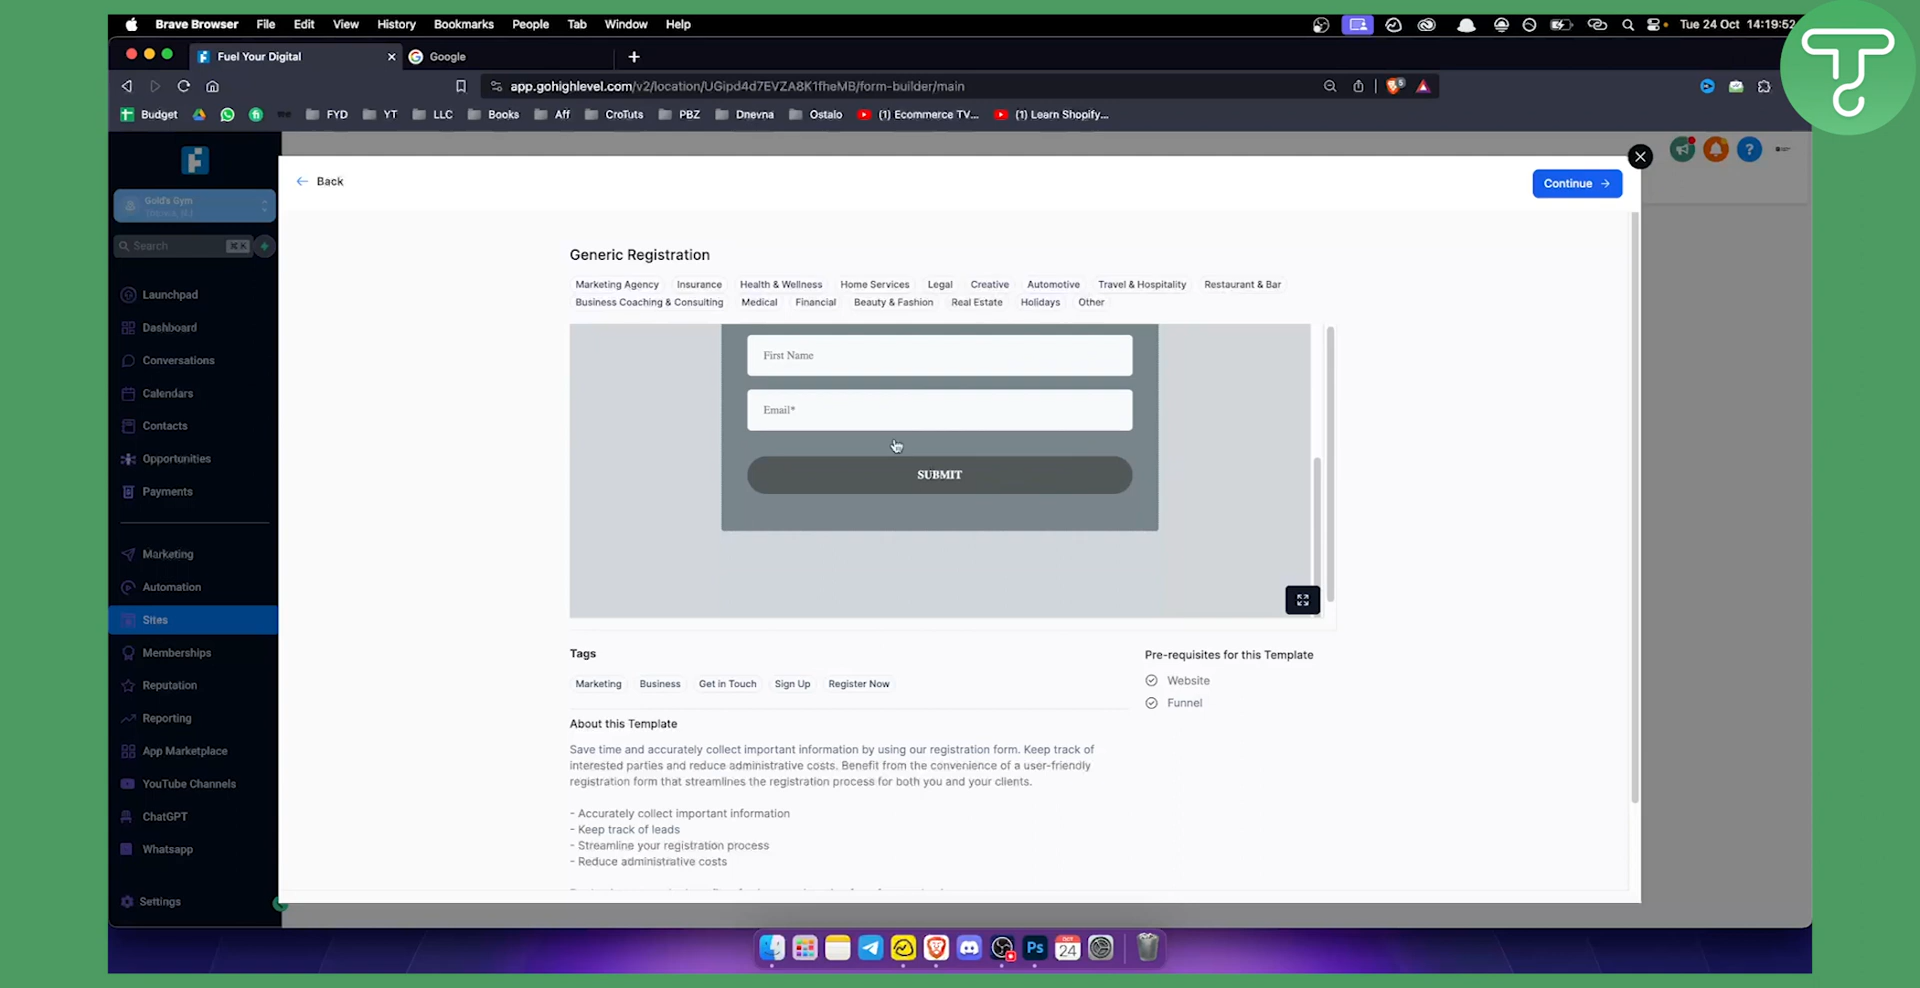 Brave Browser File Edit View History Bookmarks People Tab Window Help Tue 24 Oct 14:19:52
Fuel Your Digital Google
app.gohighlevel.com/v2/location/UGipd4d7EVZA8K1fheMB/form-builder/main 5
Budget FYD YT LLC Books Aff CroTuts PBZ Dnevna Ostalo (1) Ecommerce TV... (1) Learn Shopify...
Back
Continue
Gold's Gym
Search ⌘ K
Launchpad
Dashboard
Conversations
Calendars
Contacts
Opportunities
Payments
Marketing
Automation
Sites
Memberships
Reputation
Reporting
App Marketplace
YouTube Channels
ChatGPT
Whatsapp
Settings
Generic Registration
Marketing Agency Insurance Health & Wellness Home Services Legal Creative Automotive Travel & Hospitality Restaurant & Bar
Business Coaching & Consulting Medical Financial Beauty & Fashion Real Estate Holidays Other
First Name
Email*
SUBMIT
Tags
Marketing Business Get in Touch Sign Up Register Now
Pre-requisites for this Template
Website
Funnel
About this Template
Save time and accurately collect important information by using our registration form. Keep track of
interested parties and reduce administrative costs. Benefit from the convenience of a user-friendly
registration form that streamlines the registration process for both you and your clients.
- Accurately collect important information
- Keep track of leads
- Streamline your registration process
- Reduce administrative costs
Ps
OCT
24